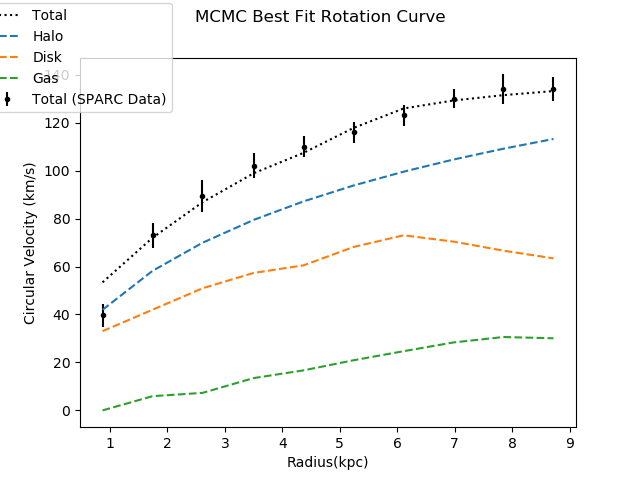 MCMC Best Fit Rotation Curve
Total
Halo
Disk
Gas
Total (SPARC Data)
140
120
100
80
60
40
20
0
Circular Velocity (km/s)
1 2 3 4 5 6 7 8 9
Radius(kpc)